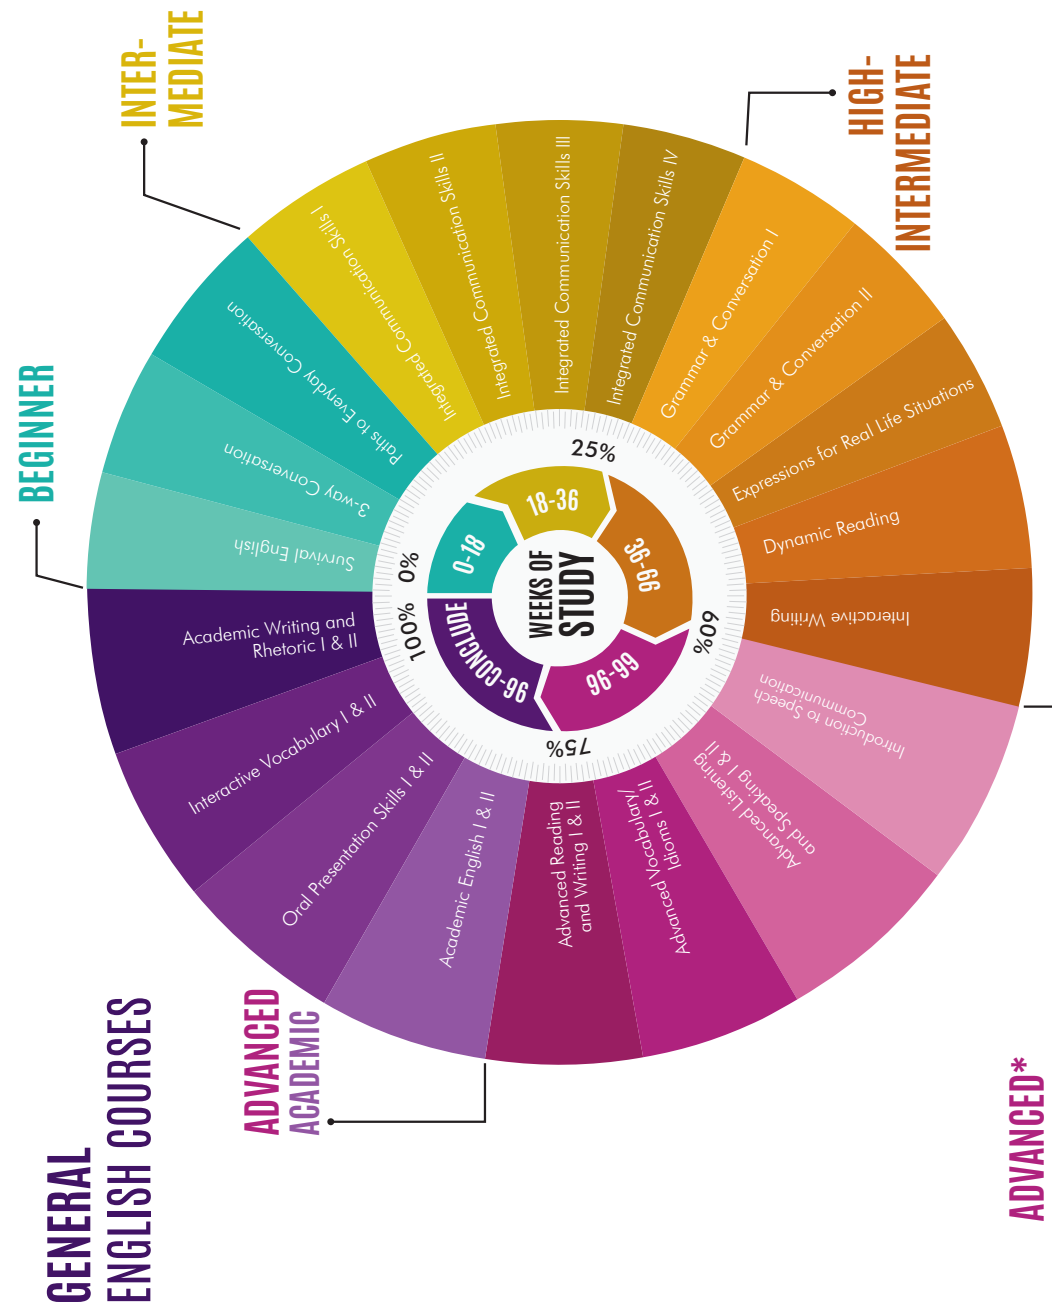 GENERAL
ENGLISH COURSES
BEGINNER
Survival English
3-way Conversation
Paths to Everyday Conversation
INTER-
MEDIATE
Integrated Communication Skills I
Integrated Communication Skills II
Integrated Communication Skills III
Integrated Communication Skills IV
HIGH-
INTERMEDIATE
Grammar & Conversation I
Grammar & Conversation II
Expressions for Real Life Situations
Dynamic Reading
Interactive Writing
ADVANCED*
Introduction to Speech
Communication
Advanced Listening
and Speaking I & II
Advanced Vocabulary/
Idioms I & II
Advanced Reading
and Writing I & II
ADVANCED
ACADEMIC
Academic English I & II
Oral Presentation Skills I & II
Interactive Vocabulary I & II
Academic Writing and
Rhetoric I & II
0%
25%
60%
75%
100%
0-18
18-36
36-66
96-99
96-CONCLUDE
WEEKS OF
STUDY